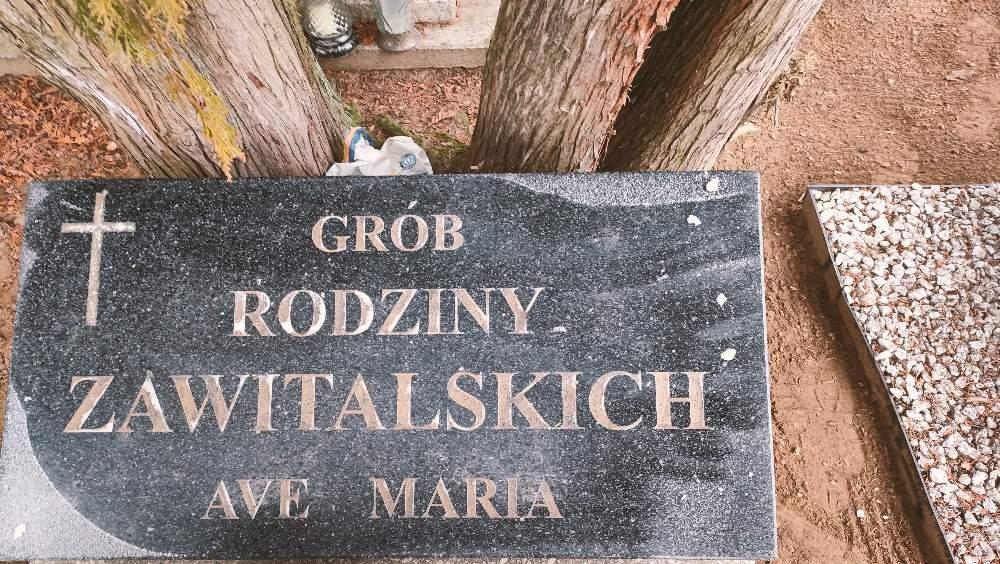 GRÓB
RODZINY
ZAWITALSKICH
AVE MARIA